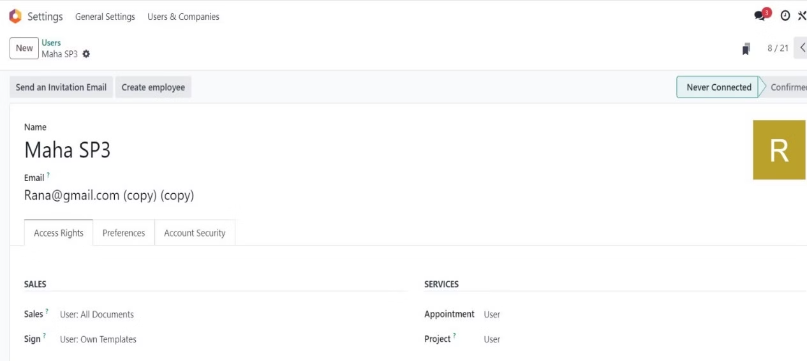 Settings General Settings Users & Companies 1
New Users
Maha SP3 8 / 21
Send an Invitation Email Create employee Never Connected Confirmed
Name
Maha SP3
R
Email ?
Rana@gmail.com (copy) (copy)
Access Rights Preferences Account Security
SALES SERVICES
Sales ? User: All Documents Appointment User
Sign ? User: Own Templates Project ? User